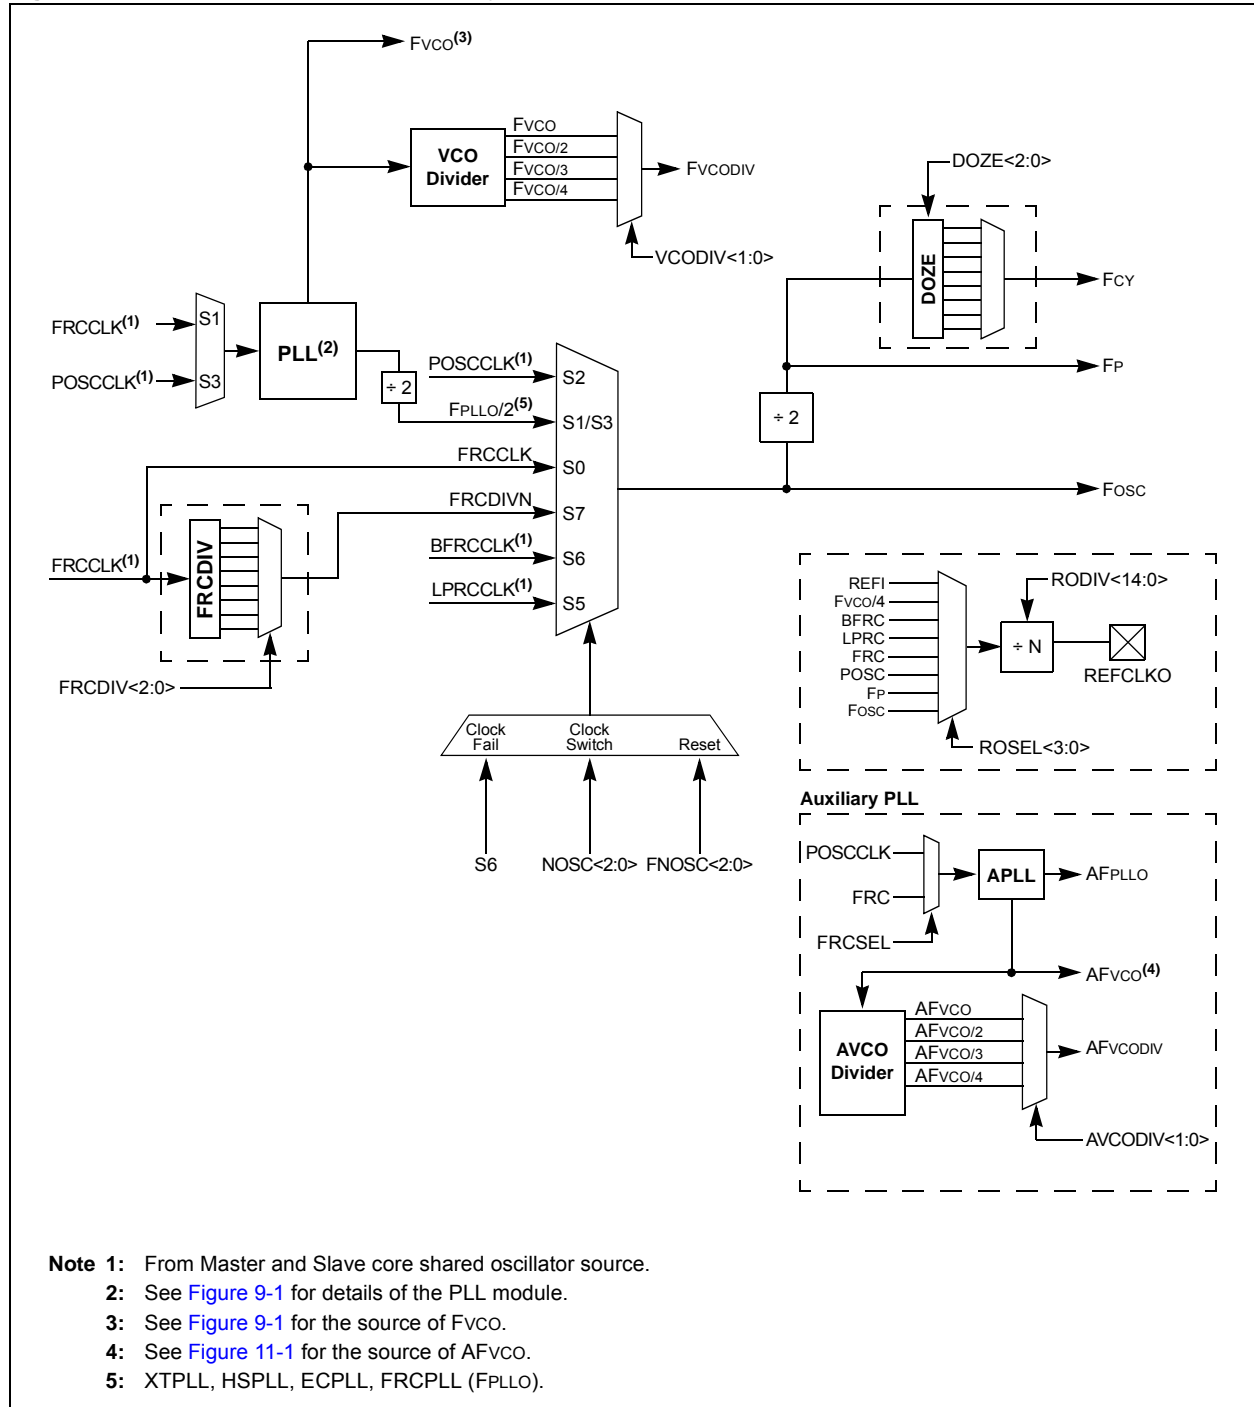 FVCO(3)
VCO
Divider
FVCO
FVCO/2
FVCO/3
FVCO/4
FVCODIV
VCODIV<1:0>
DOZE<2:0>
DOZE
FCY
FP
÷ 2
FOSC
FRCCLK(1)
POSCCLK(1)
S1
S3
PLL(2)
÷ 2
POSCCLK(1)
FPLLO/2(5)
FRCCLK
FRCDIVN
BFRCCLK(1)
LPRCCLK(1)
S2
S1/S3
S0
S7
S6
S5
FRCCLK(1)
FRCDIV
FRCDIV<2:0>
Clock
Fail
Clock
Switch
Reset
S6
NOSC<2:0>
FNOSC<2:0>
REFI
FVCO/4
BFRC
LPRC
FRC
POSC
FP
FOSC
RODIV<14:0>
÷ N
REFCLKO
ROSEL<3:0>
Auxiliary PLL
POSCCLK
FRC
FRCSEL
APLL
AFPLLO
AFVCO(4)
AVCO
Divider
AFVCO
AFVCO/2
AFVCO/3
AFVCO/4
AFVCODIV
AVCODIV<1:0>
Note 1: From Master and Slave core shared oscillator source.
2: See Figure 9-1 for details of the PLL module.
3: See Figure 9-1 for the source of FVCO.
4: See Figure 11-1 for the source of AFVCO.
5: XTPLL, HSPLL, ECPLL, FRCPLL (FPLLO).